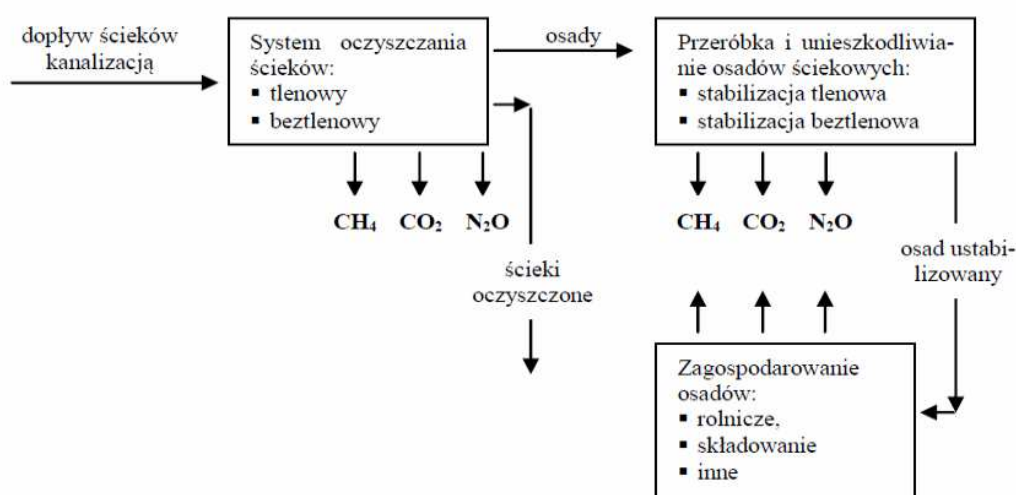 dopływ ścieków
kanalizacją
System oczyszczania
ścieków:
▪ tlenowy
▪ beztlenowy
osady
Przeróbka i unieszkodliwia-
nie osadów ściekowych:
▪ stabilizacja tlenowa
▪ stabilizacja beztlenowa
CH₄ CO₂ N₂O
ścieki
oczyszczone
CH₄ CO₂ N₂O
osad ustabi-
lizowany
Zagospodarowanie
osadów:
▪ rolnicze,
▪ składowanie
▪ inne